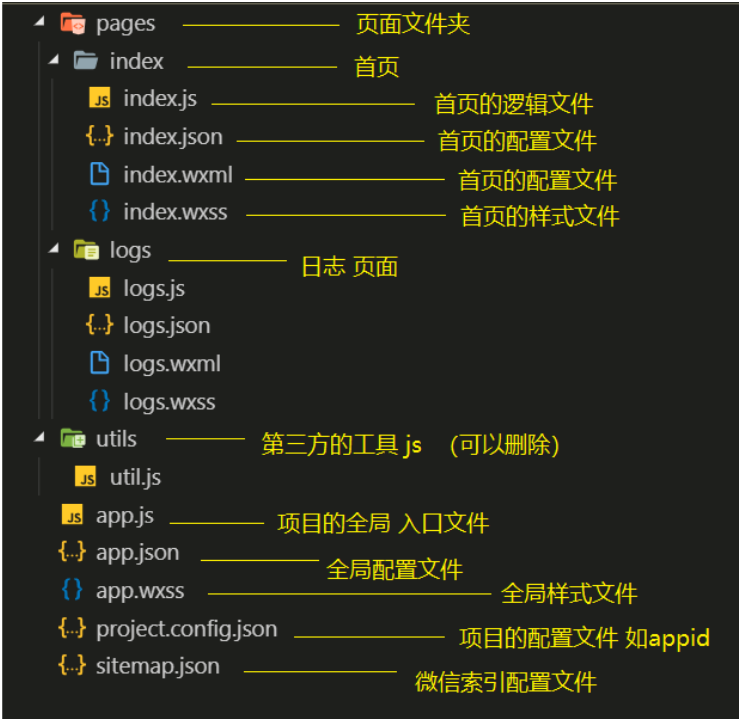 pages 页面文件夹
index 首页
JS index.js 首页的逻辑文件
{..} index.json 首页的配置文件
index.wxml 首页的配置文件
{} index.wxss 首页的样式文件
logs 日志 页面
JS logs.js
{..} logs.json
logs.wxml
{} logs.wxss
utils 第三方的工具 js (可以删除)
JS util.js
JS app.js 项目的全局 入口文件
{..} app.json 全局配置文件
{} app.wxss 全局样式文件
{..} project.config.json 项目的配置文件 如appid
{..} sitemap.json 微信索引配置文件